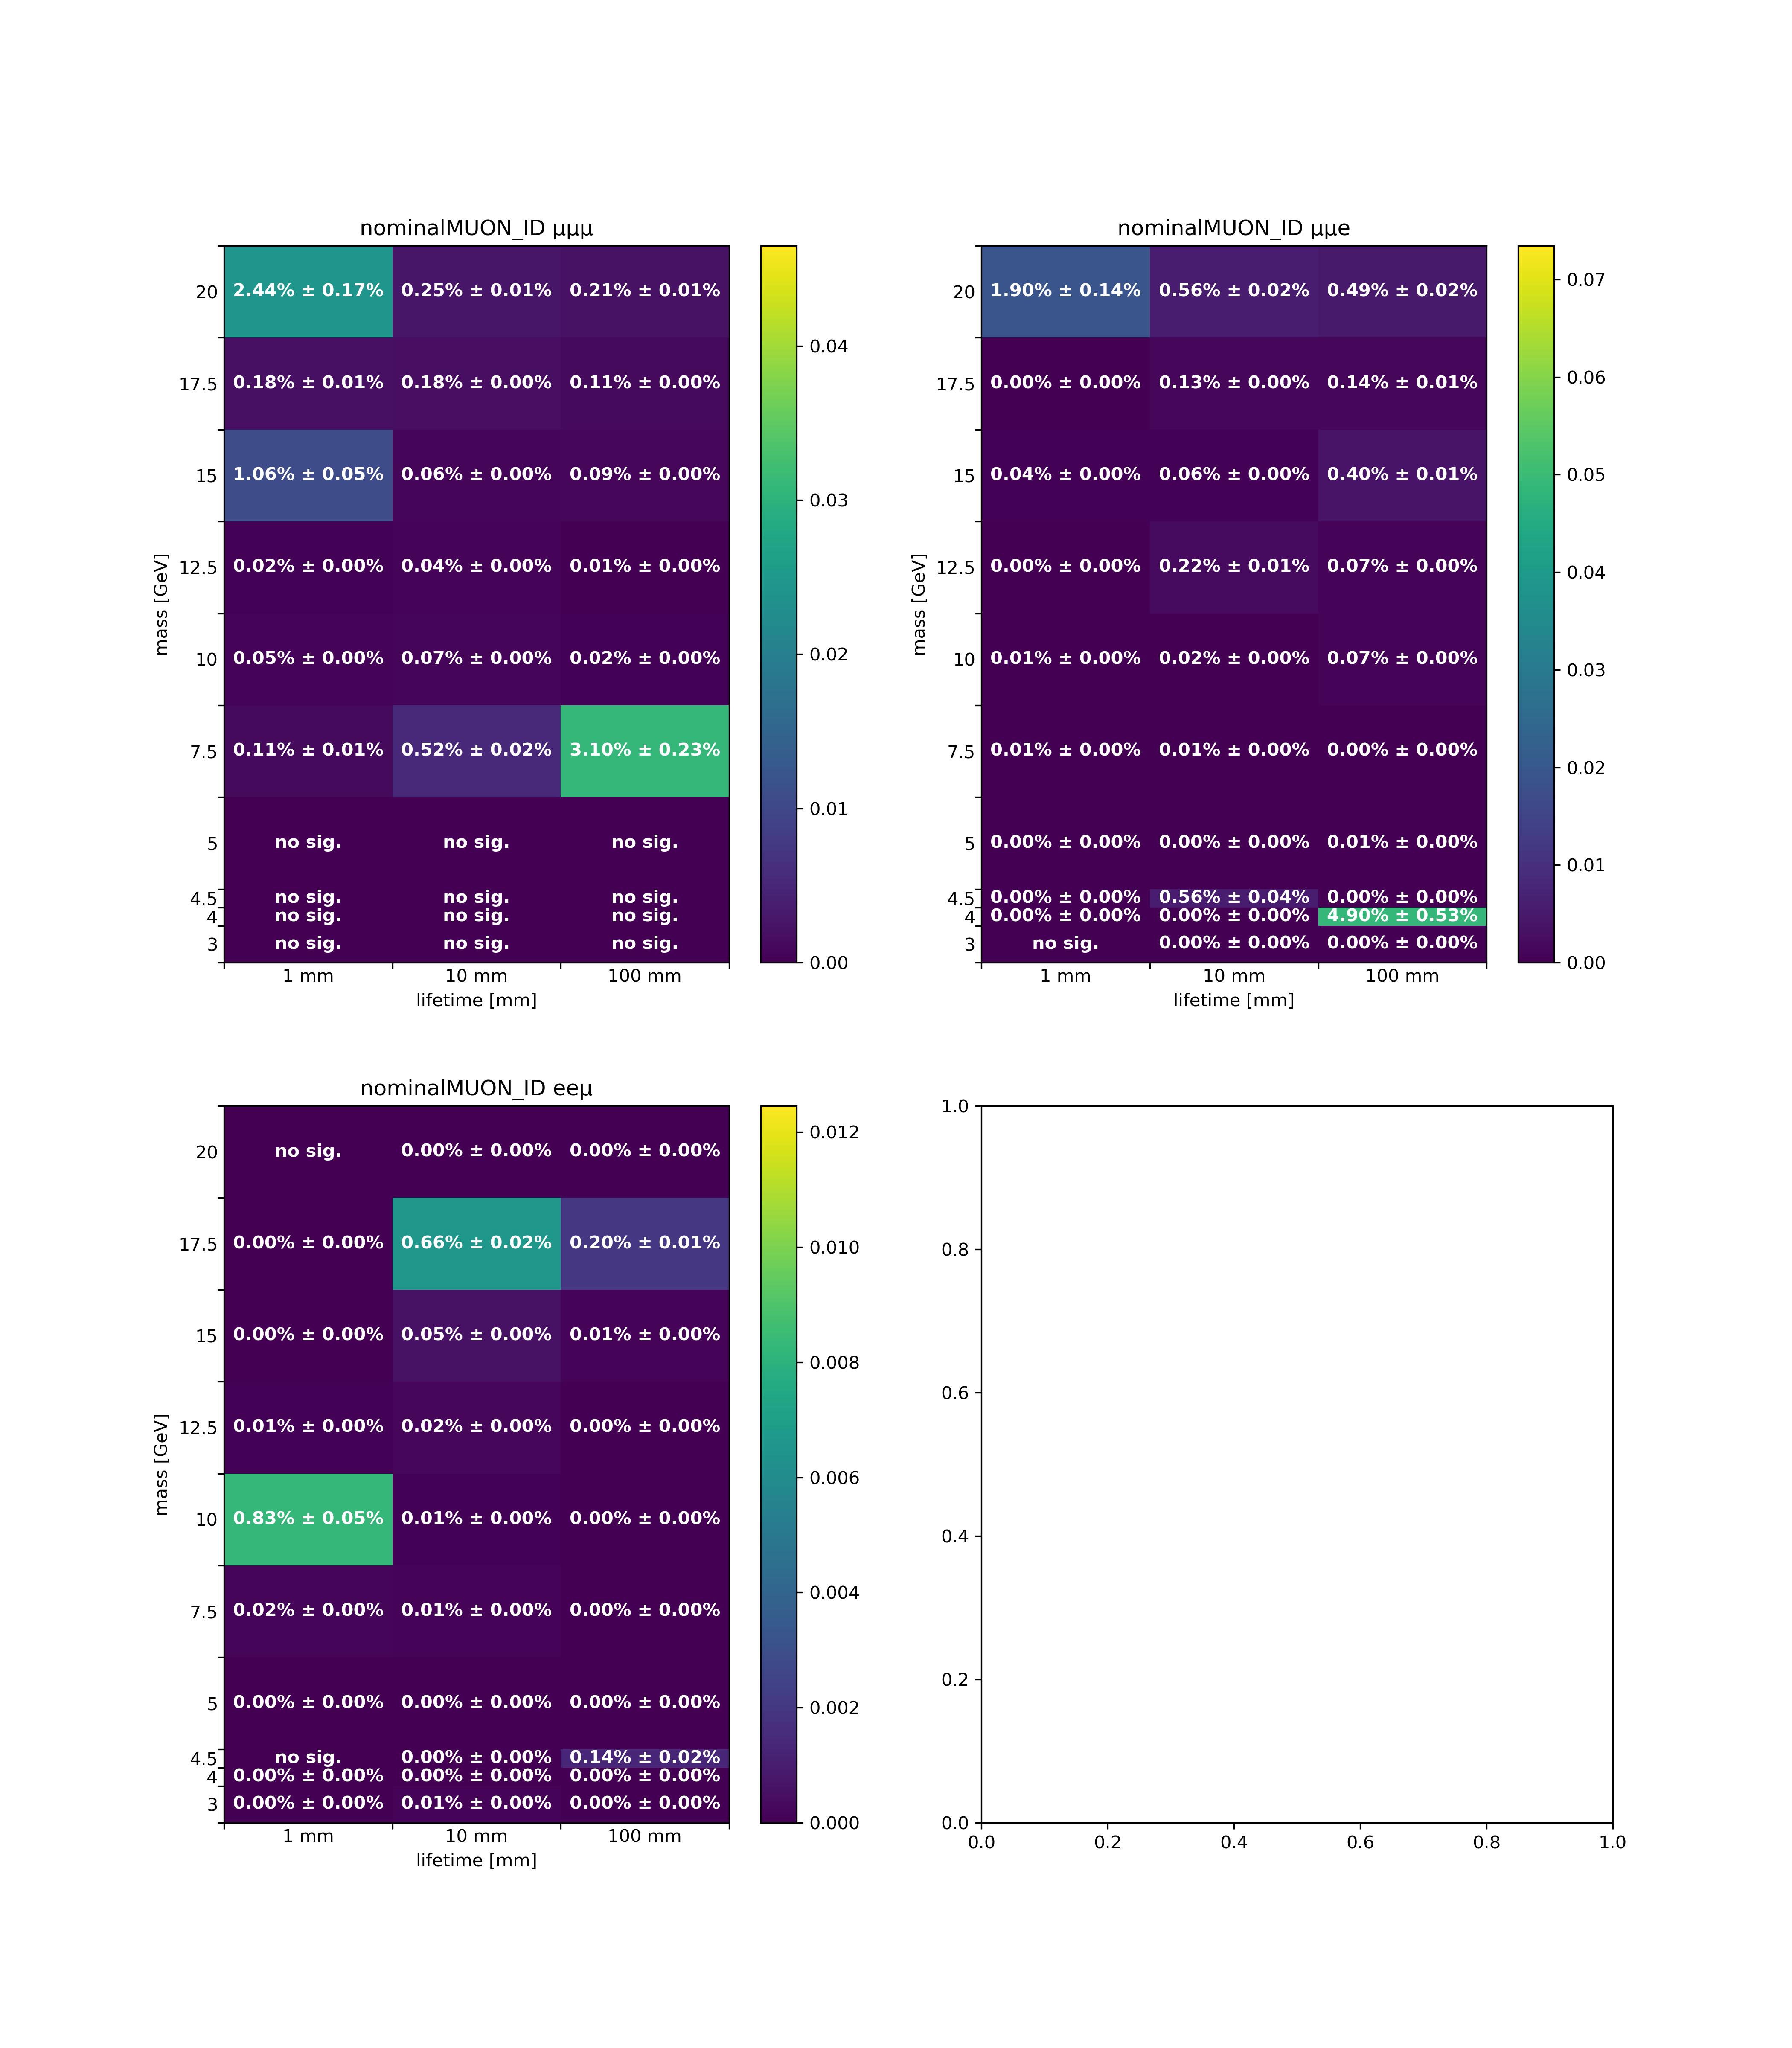 nominalMUON_ID μμμ
20 2.44% ± 0.17% 0.25% ± 0.01% 0.21% ± 0.01%
17.5 0.18% ± 0.01% 0.18% ± 0.00% 0.11% ± 0.00%
15 1.06% ± 0.05% 0.06% ± 0.00% 0.09% ± 0.00%
12.5 0.02% ± 0.00% 0.04% ± 0.00% 0.01% ± 0.00%
10 0.05% ± 0.00% 0.07% ± 0.00% 0.02% ± 0.00%
7.5 0.11% ± 0.01% 0.52% ± 0.02% 3.10% ± 0.23%
5 no sig. no sig. no sig.
4.5 no sig. no sig. no sig.
4 no sig. no sig. no sig.
3 no sig. no sig. no sig.
1 mm 10 mm 100 mm
lifetime [mm]
mass [GeV]
0.04
0.03
0.02
0.01
0.00
nominalMUON_ID μμe
20 1.90% ± 0.14% 0.56% ± 0.02% 0.49% ± 0.02%
17.5 0.00% ± 0.00% 0.13% ± 0.00% 0.14% ± 0.01%
15 0.04% ± 0.00% 0.06% ± 0.00% 0.40% ± 0.01%
12.5 0.00% ± 0.00% 0.22% ± 0.01% 0.07% ± 0.00%
10 0.01% ± 0.00% 0.02% ± 0.00% 0.07% ± 0.00%
7.5 0.01% ± 0.00% 0.01% ± 0.00% 0.00% ± 0.00%
5 0.00% ± 0.00% 0.00% ± 0.00% 0.01% ± 0.00%
4.5 0.00% ± 0.00% 0.56% ± 0.04% 0.00% ± 0.00%
4 0.00% ± 0.00% 0.00% ± 0.00% 4.90% ± 0.53%
3 no sig. 0.00% ± 0.00% 0.00% ± 0.00%
1 mm 10 mm 100 mm
lifetime [mm]
mass [GeV]
0.07
0.06
0.05
0.04
0.03
0.02
0.01
0.00
nominalMUON_ID eeμ
20 no sig. 0.00% ± 0.00% 0.00% ± 0.00%
17.5 0.00% ± 0.00% 0.66% ± 0.02% 0.20% ± 0.01%
15 0.00% ± 0.00% 0.05% ± 0.00% 0.01% ± 0.00%
12.5 0.01% ± 0.00% 0.02% ± 0.00% 0.00% ± 0.00%
10 0.83% ± 0.05% 0.01% ± 0.00% 0.00% ± 0.00%
7.5 0.02% ± 0.00% 0.01% ± 0.00% 0.00% ± 0.00%
5 0.00% ± 0.00% 0.00% ± 0.00% 0.00% ± 0.00%
4.5 no sig. 0.00% ± 0.00% 0.14% ± 0.02%
4 0.00% ± 0.00% 0.00% ± 0.00% 0.00% ± 0.00%
3 0.00% ± 0.00% 0.01% ± 0.00% 0.00% ± 0.00%
1 mm 10 mm 100 mm
lifetime [mm]
mass [GeV]
0.012
0.010
0.008
0.006
0.004
0.002
0.000
1.0
0.8
0.6
0.4
0.2
0.0
0.0 0.2 0.4 0.6 0.8 1.0